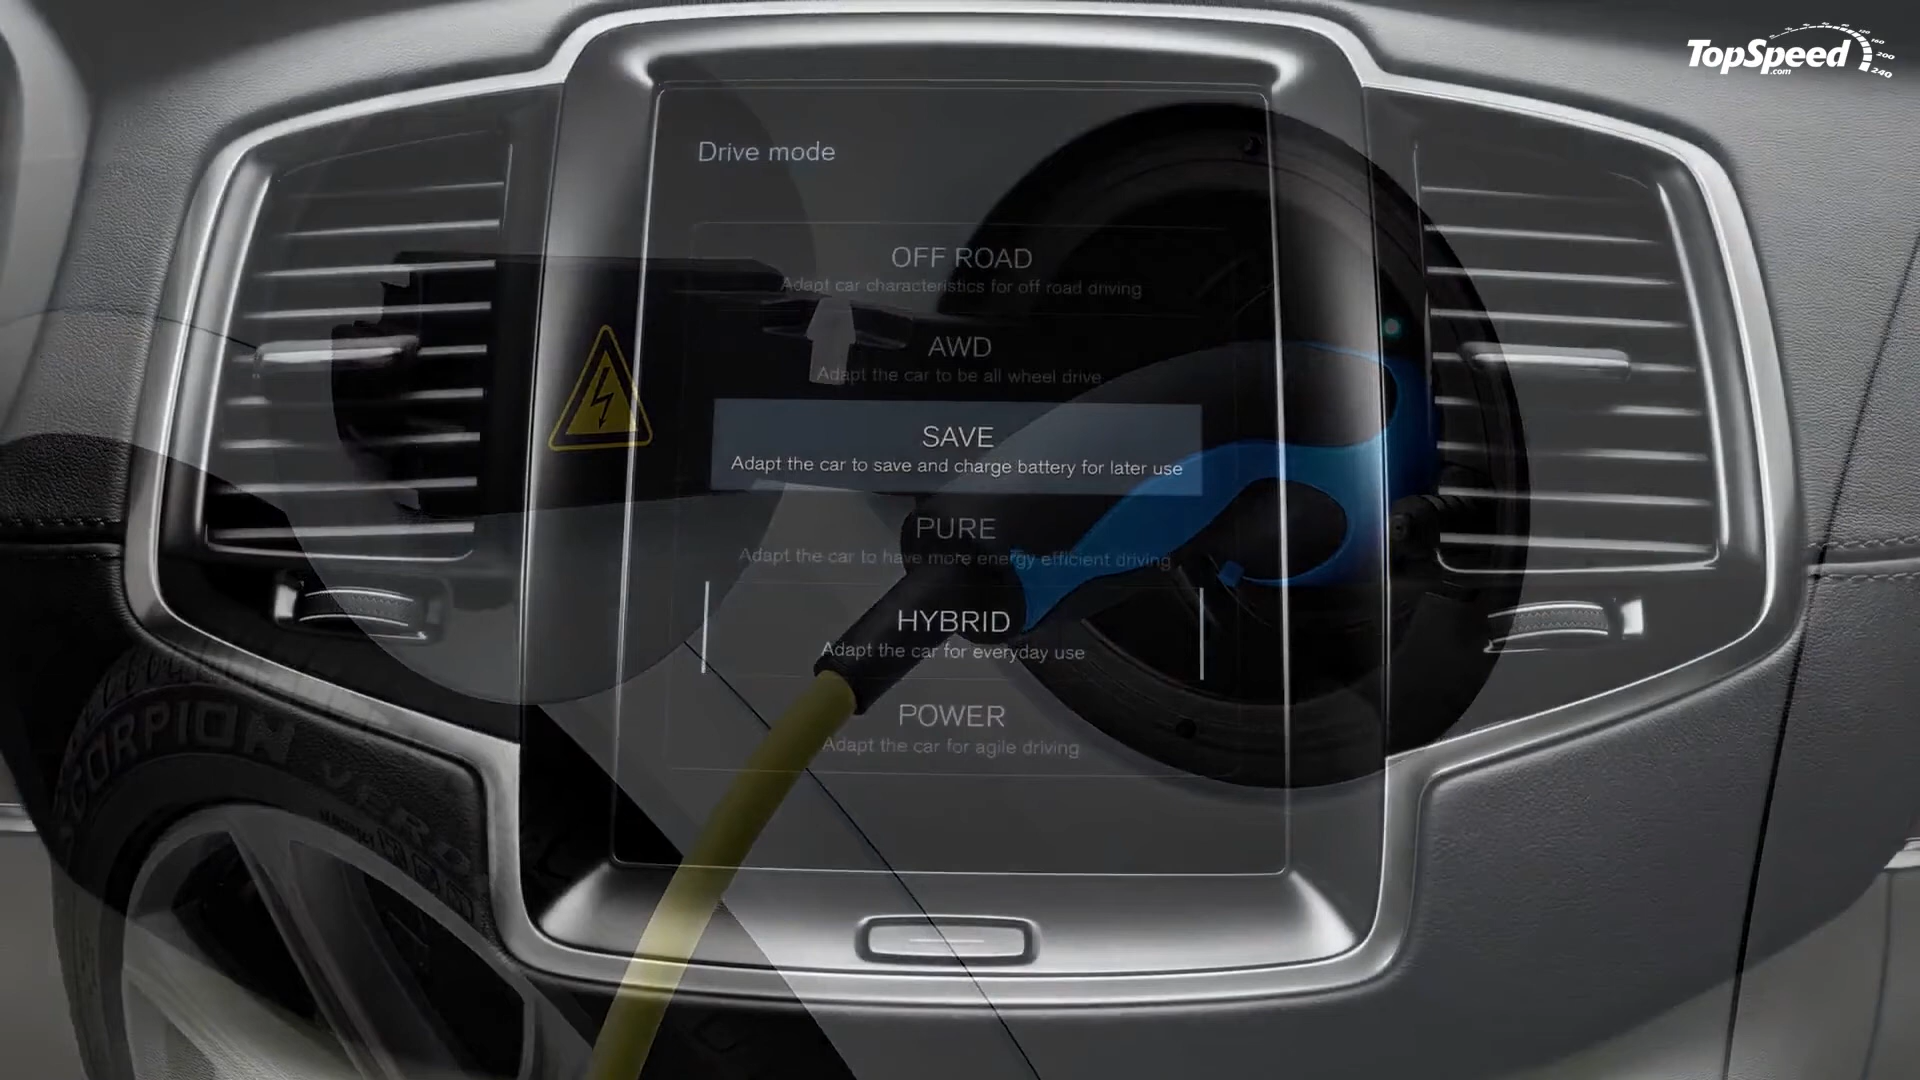 TopSpeed
.com
160
200
240
Drive mode
OFF ROAD
Adapt car characteristics for off road driving
AWD
Adapt the car to be all wheel drive
SAVE
Adapt the car to save and charge battery for later use
PURE
Adapt the car to have more energy efficient driving
HYBRID
Adapt the car for everyday use
POWER
Adapt the car for agile driving
SCORPION